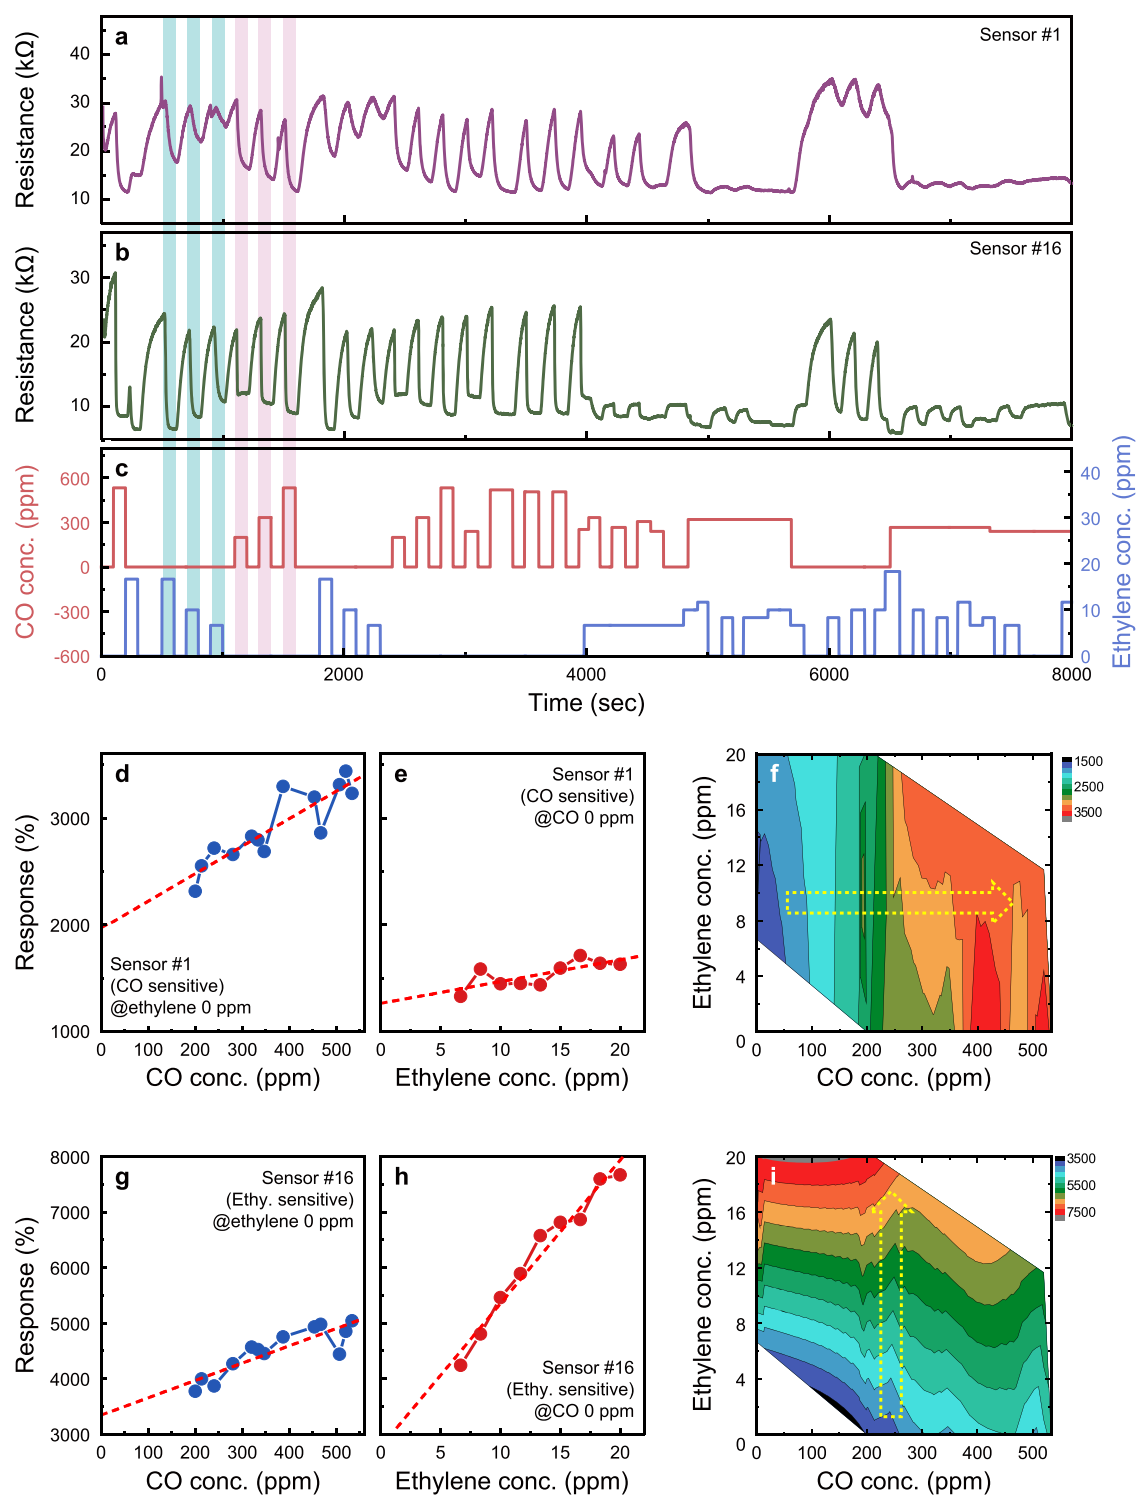 a
Sensor #1
Resistance (kΩ)
40
30
20
10
b
Sensor #16
Resistance (kΩ)
30
20
10
c
CO conc. (ppm)
600
300
0
-300
-600
Ethylene conc. (ppm)
40
30
20
10
0
0
2000
4000
6000
8000
Time (sec)
d
Response (%)
3000
2000
1000
Sensor #1
(CO sensitive)
@ethylene 0 ppm
0 100 200 300 400 500
CO conc. (ppm)
e
Sensor #1
(CO sensitive)
@CO 0 ppm
0 5 10 15 20
Ethylene conc. (ppm)
f
Ethylene conc. (ppm)
20
16
12
8
4
0
0 100 200 300 400 500
CO conc. (ppm)
1500
2500
3500
g
Response (%)
8000
7000
6000
5000
4000
3000
Sensor #16
(Ethy. sensitive)
@ethylene 0 ppm
0 100 200 300 400 500
CO conc. (ppm)
h
Sensor #16
(Ethy. sensitive)
@CO 0 ppm
0 5 10 15 20
Ethylene conc. (ppm)
i
Ethylene conc. (ppm)
20
16
12
8
4
0
0 100 200 300 400 500
CO conc. (ppm)
3500
5500
7500